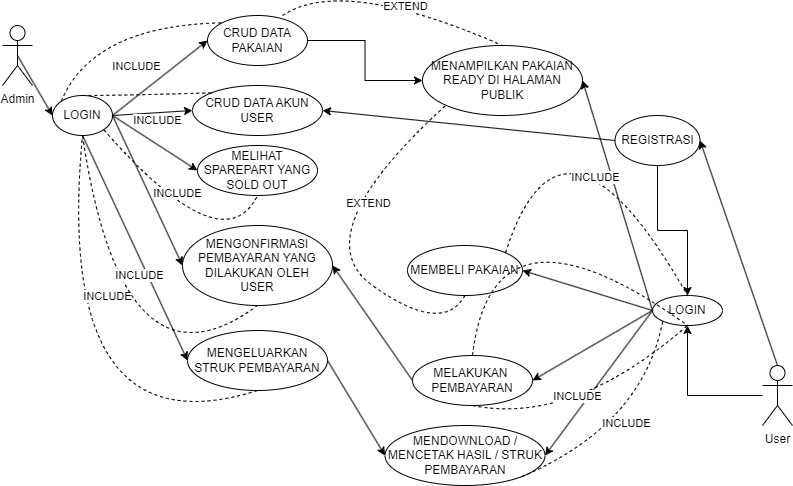 EXTEND
CRUD DATA
PAKAIAN
Admin
INCLUDE
MENAMPILKAN PAKAIAN
READY DI HALAMAN
PUBLIK
LOGIN
CRUD DATA AKUN
USER
INCLUDE
REGISTRASI
MELIHAT
SPAREPART YANG
SOLD OUT
INCLUDE
INCLUDE
EXTEND
MENGONFIRMASI
PEMBAYARAN YANG
DILAKUKAN OLEH
USER
MEMBELI PAKAIAN
INCLUDE
INCLUDE
LOGIN
MENGELUARKAN
STRUK PEMBAYARAN
MELAKUKAN
PEMBAYARAN
INCLUDE
INCLUDE
User
MENDOWNLOAD /
MENCETAK HASIL / STRUK
PEMBAYARAN